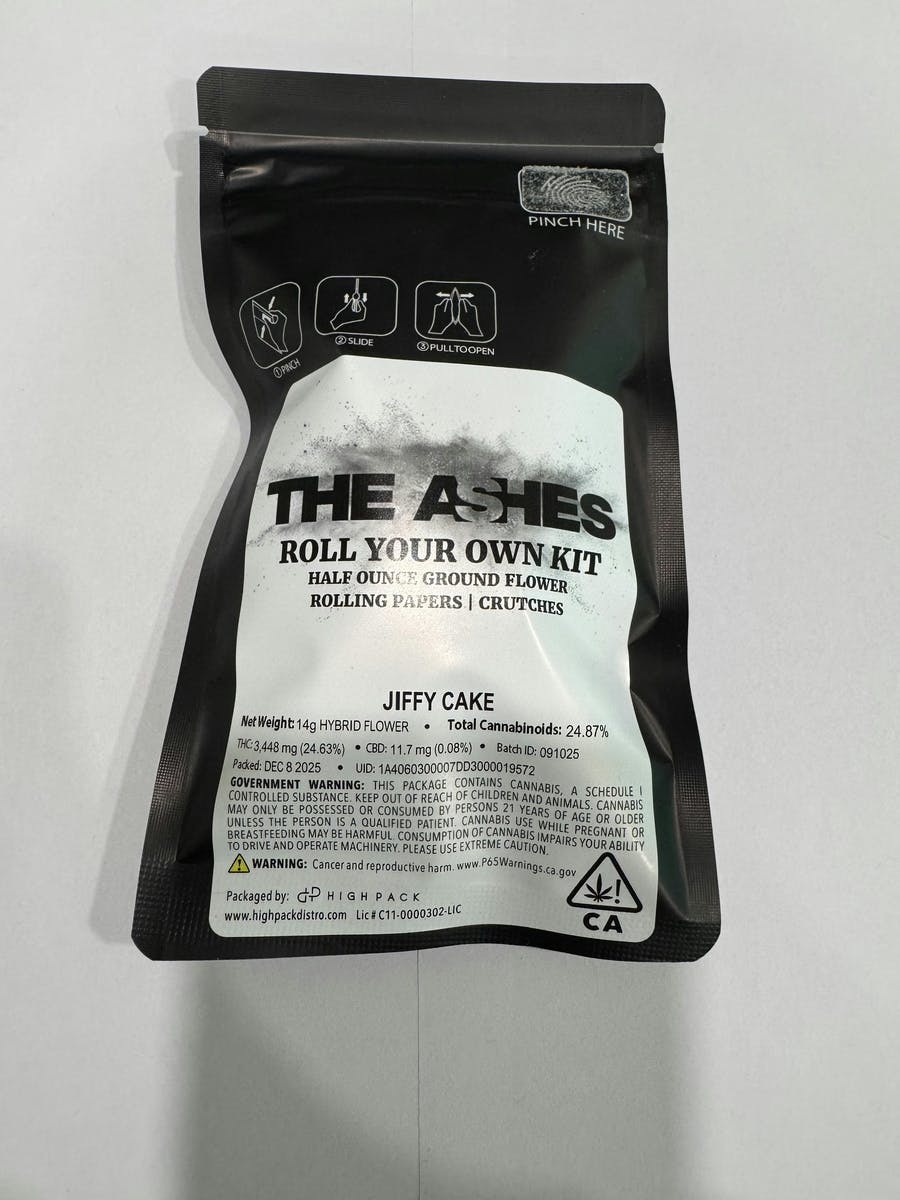 PINCH HERE
①PINCH
②SLIDE
③PULLTOOPEN
THE ASHES
ROLL YOUR OWN KIT
HALF OUNCE GROUND FLOWER
ROLLING PAPERS | CRUTCHES
JIFFY CAKE
Net Weight: 14g HYBRID FLOWER • Total Cannabinoids: 24.87%
THC: 3,448 mg (24.63%) • CBD: 11.7 mg (0.08%) • Batch ID: 091025
Packed: DEC 8 2025 • UID: 1A4060300007DD3000019572
GOVERNMENT WARNING: THIS PACKAGE CONTAINS CANNABIS, A SCHEDULE I
CONTROLLED SUBSTANCE. KEEP OUT OF REACH OF CHILDREN AND ANIMALS. CANNABIS
MAY ONLY BE POSSESSED OR CONSUMED BY PERSONS 21 YEARS OF AGE OR OLDER
UNLESS THE PERSON IS A QUALIFIED PATIENT. CANNABIS USE WHILE PREGNANT OR
BREASTFEEDING MAY BE HARMFUL. CONSUMPTION OF CANNABIS IMPAIRS YOUR ABILITY
TO DRIVE AND OPERATE MACHINERY. PLEASE USE EXTREME CAUTION.
WARNING: Cancer and reproductive harm. www.P65Warnings.ca.gov
Packaged by: HIGH PACK
www.highpackdistro.com Lic # C11-0000302-LIC
!
CA